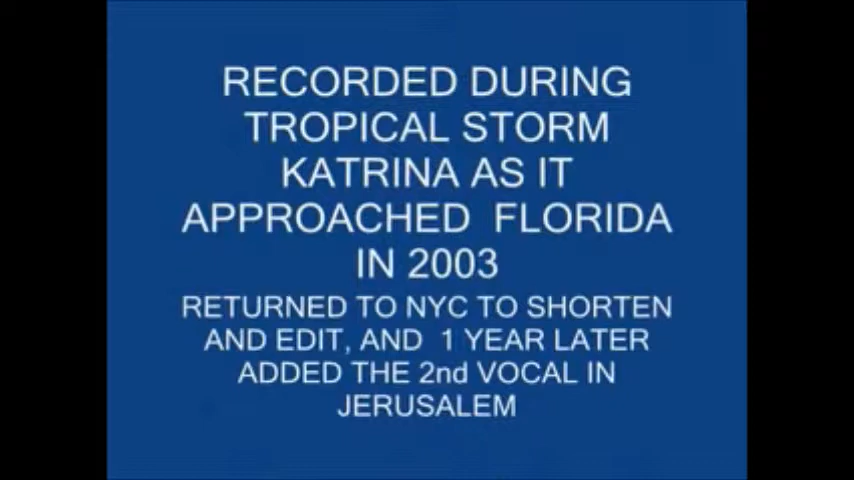 RECORDED DURING
TROPICAL STORM
KATRINA AS IT
APPROACHED  FLORIDA
IN 2003
RETURNED TO NYC TO SHORTEN
AND EDIT, AND  1 YEAR LATER
ADDED THE 2nd VOCAL IN
JERUSALEM